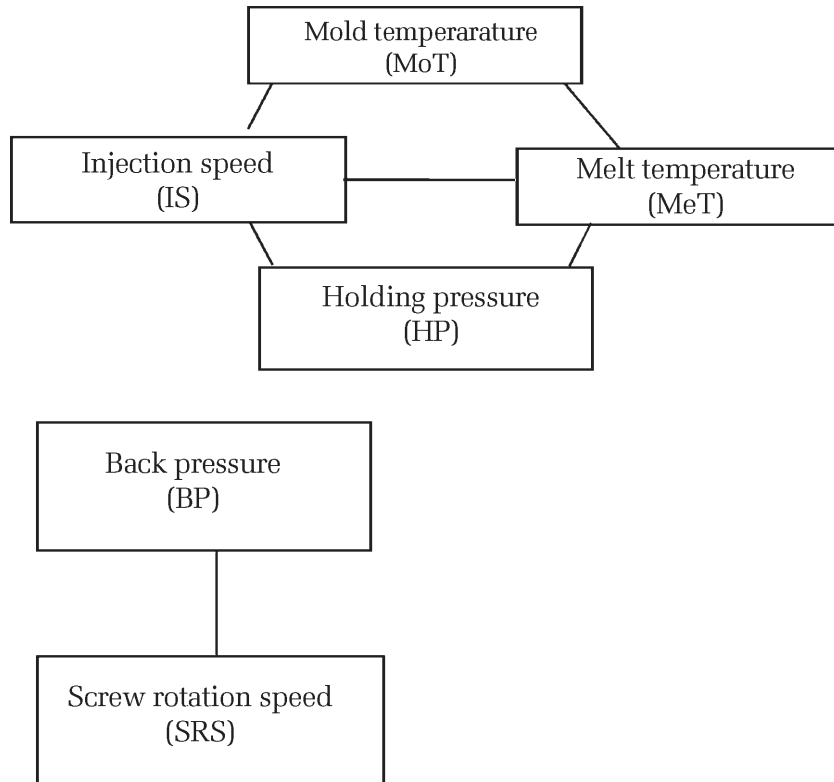 Mold temperarature
(MoT)
Injection speed
(IS)
Melt temperature
(MeT)
Holding pressure
(HP)
Back pressure
(BP)
Screw rotation speed
(SRS)